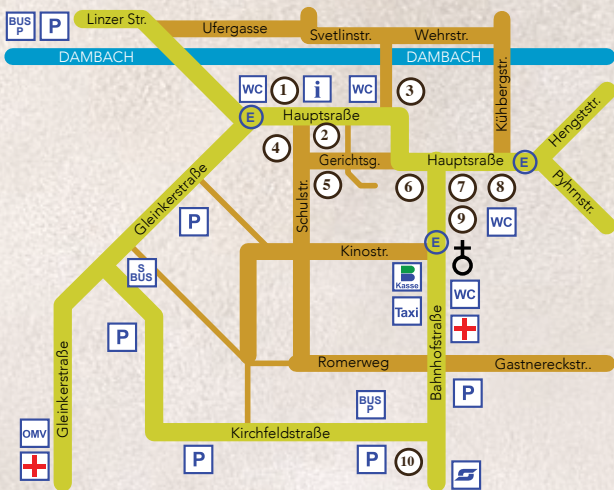 BUS
P
P
Linzer Str.
Ufergasse
Svetlinstr.
Wehrstr.
DAMBACH
DAMBACH
Kühbergstr.
Hengststr.
WC
1
i
WC
3
E
Hauptsraße
2
4
Gerichtsg.
Hauptsraße
E
Pyhrnstr.
5
6
7
8
Gleinkerstraße
Schulstr.
P
9
WC
E
Kinostr.
S
BUS
B
Kasse
Taxi
WC
P
Gleinkerstraße
Romerweg
Bahnhofstraße
Gastnereckstr..
BUS
P
P
OMV
Kirchfeldstraße
P
P
10
S